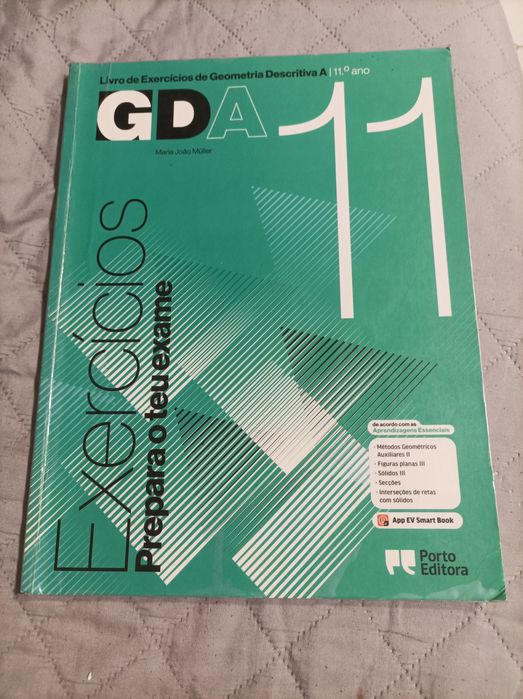 Livro de Exercícios de Geometria Descritiva A | 11.º ano
GDA 11
Maria João Müller
Exercícios
Prepara o teu exame
de acordo com as
Aprendizagens Essenciais
• Métodos Geométricos
Auxiliares II
• Figuras planas III
• Sólidos III
• Secções
• Interseções de retas
com sólidos
App EV Smart Book
Porto
Editora